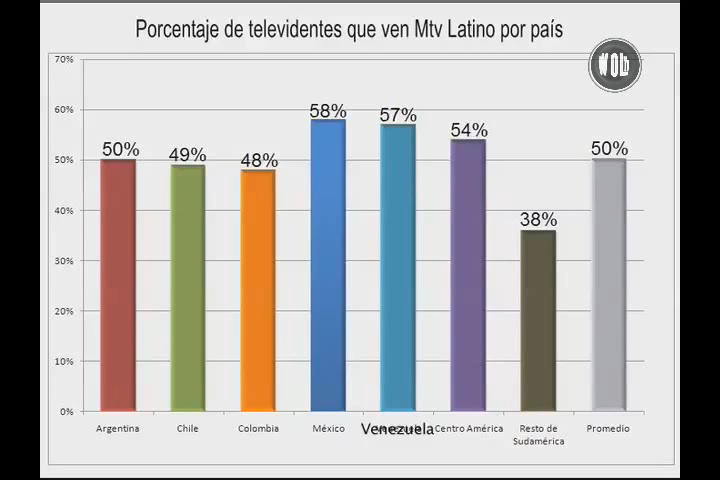 Porcentaje de televidentes que ven Mtv Latino por país
WOLI
70%
60%
50%
40%
30%
20%
10%
0%
50%
49%
48%
58%
57%
54%
38%
50%
Argentina
Chile
Colombia
México
Venezuela
Centro América
Resto de
Sudamérica
Promedio